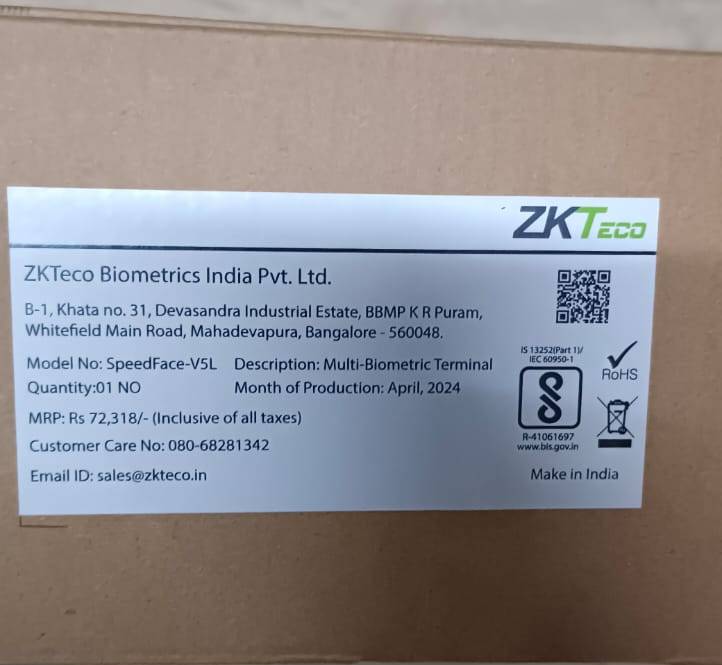 ZKTECO
ZKTeco Biometrics India Pvt. Ltd.
B-1, Khata no. 31, Devasandra Industrial Estate, BBMP K R Puram,
Whitefield Main Road, Mahadevapura, Bangalore - 560048.
IS 13252(Part 1)/
IEC 60950-1
Model No: SpeedFace-V5L Description: Multi-Biometric Terminal
RoHS
Quantity:01 NO Month of Production: April, 2024
MRP: Rs 72,318/- (Inclusive of all taxes)
R-41061697
www.bis.gov.in
Customer Care No: 080-68281342
Email ID: sales@zkteco.in
Make in India